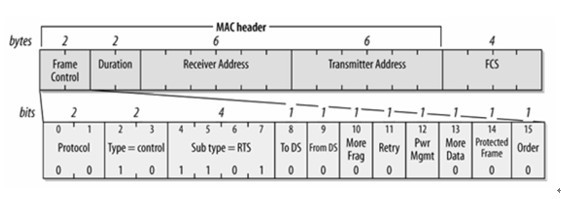 MAC header
bytes 2 2 6 6 4
Frame Control Duration Receiver Address Transmitter Address FCS
bits 2 2 4 1 1 1 1 1 1 1 1
0 1 2 3 4 5 6 7 8 9 10 11 12 13 14 15
Protocol Type = control Sub type = RTS To DS From DS More Frag Retry Pwr Mgmt More Data Protected Frame Order
0 0 1 0 1 1 0 1 0 0 0 0 0 0 0 0